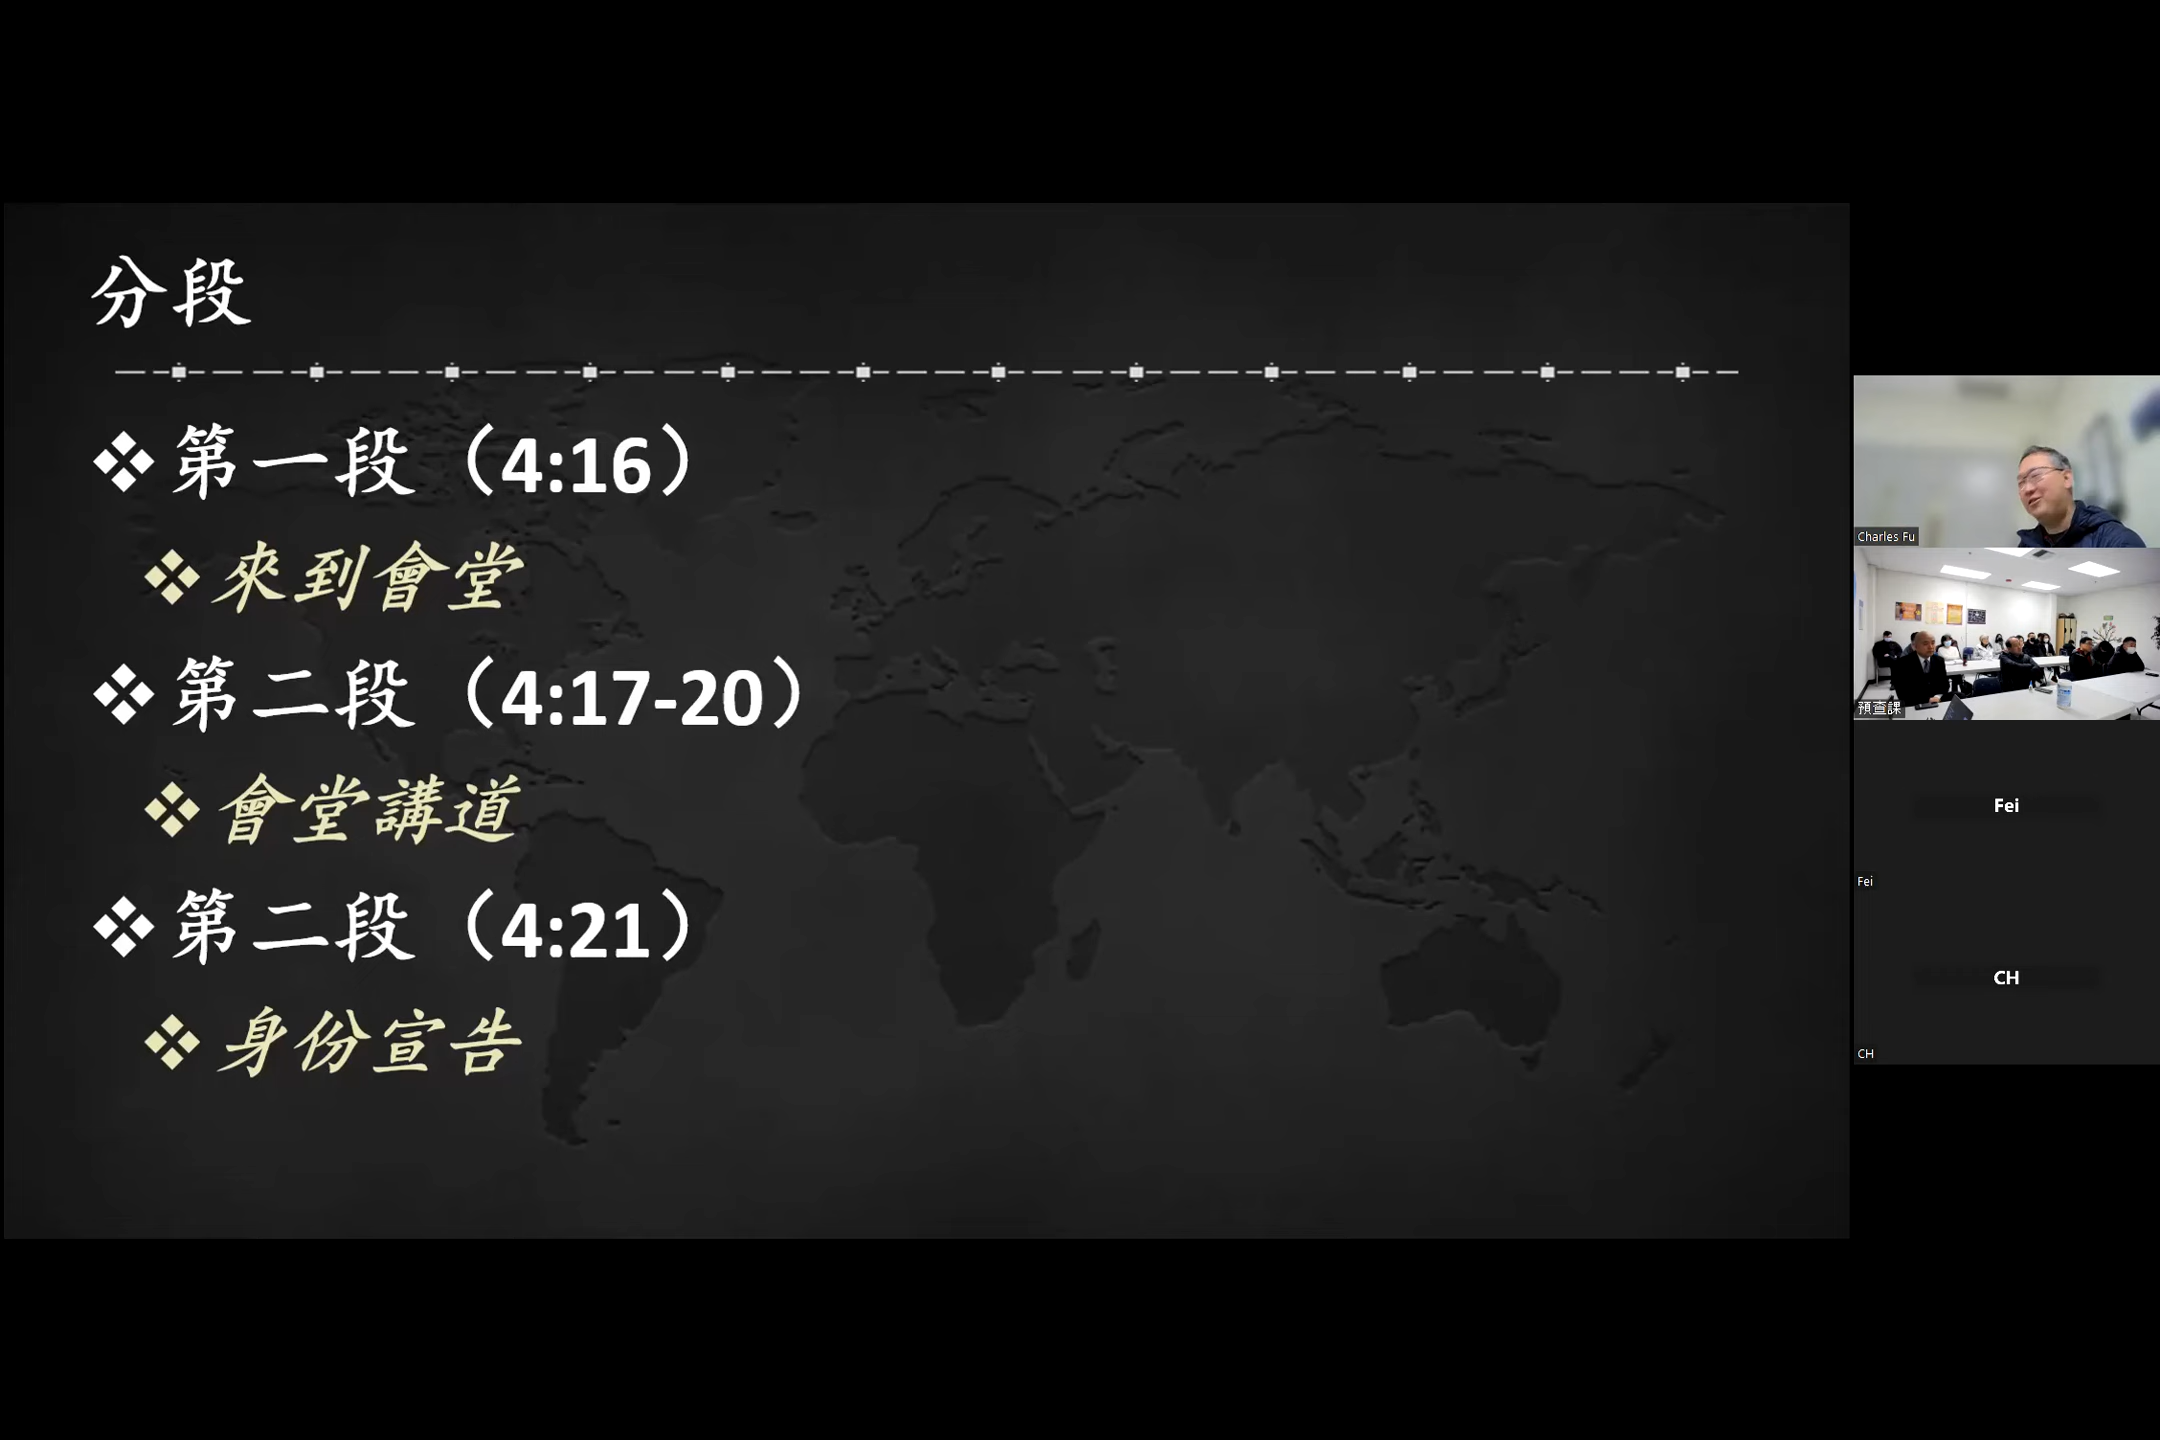 分段
第一段（4:16）
來到會堂
第二段（4:17-20）
會堂講道
第二段（4:21）
身份宣告
Charles Fu
預查課
Fei
Fei
CH
CH